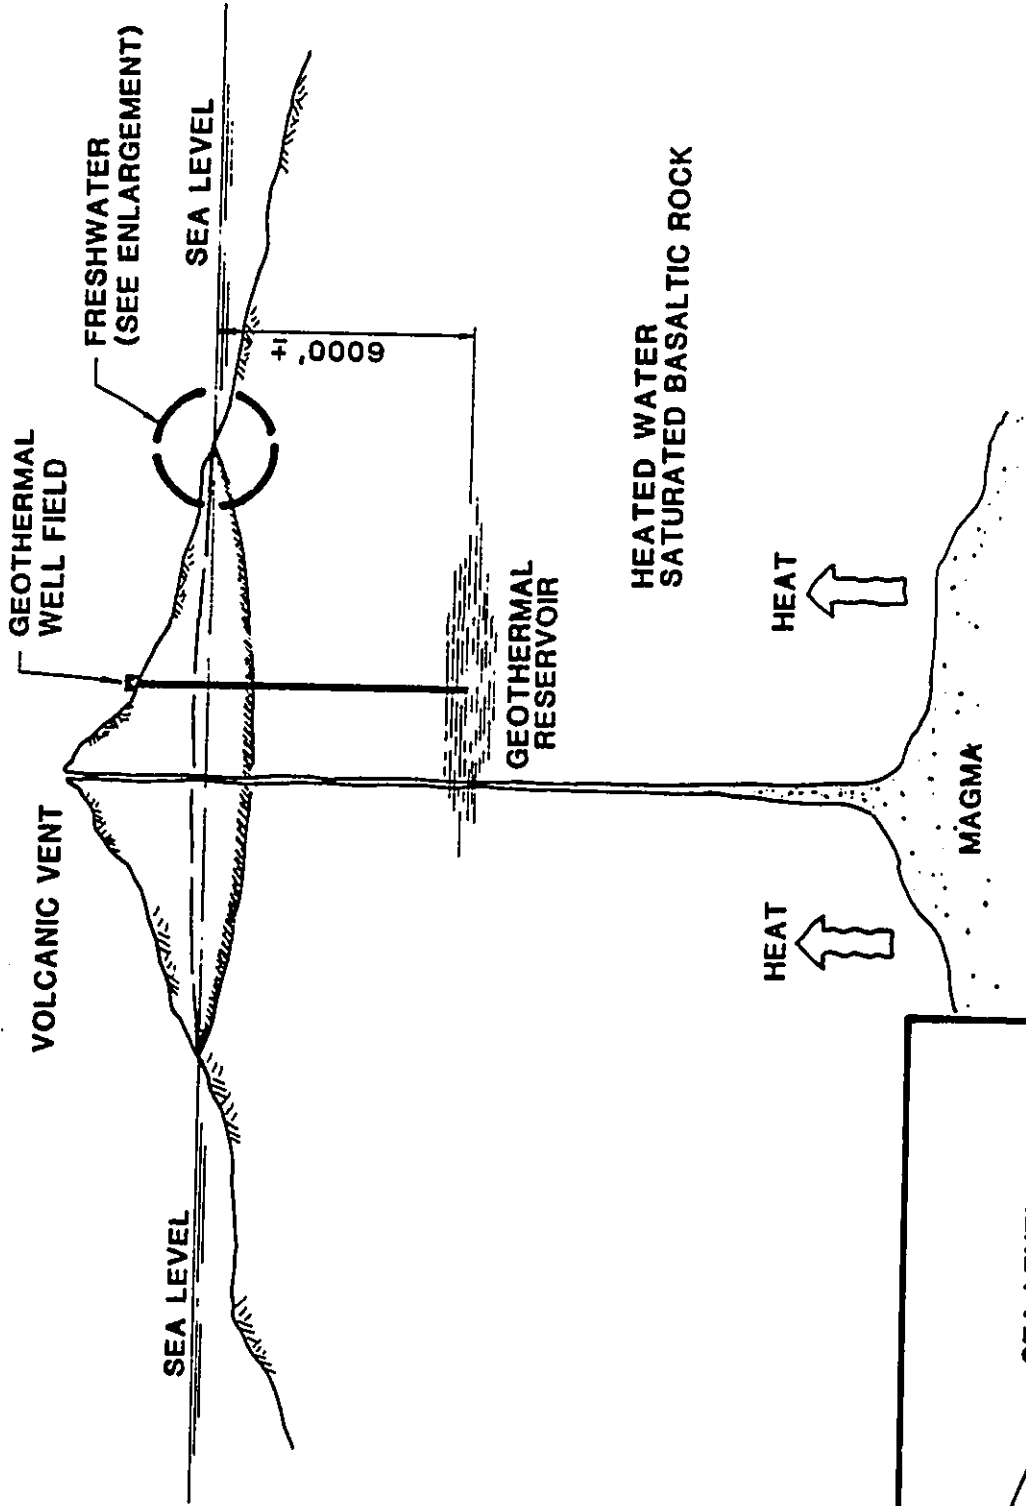 VOLCANIC VENT
GEOTHERMAL
WELL FIELD
FRESHWATER
(SEE ENLARGEMENT)
SEA LEVEL
SEA LEVEL
6000' ±
GEOTHERMAL
RESERVOIR
HEATED WATER
SATURATED BASALTIC ROCK
HEAT
HEAT
MAGMA